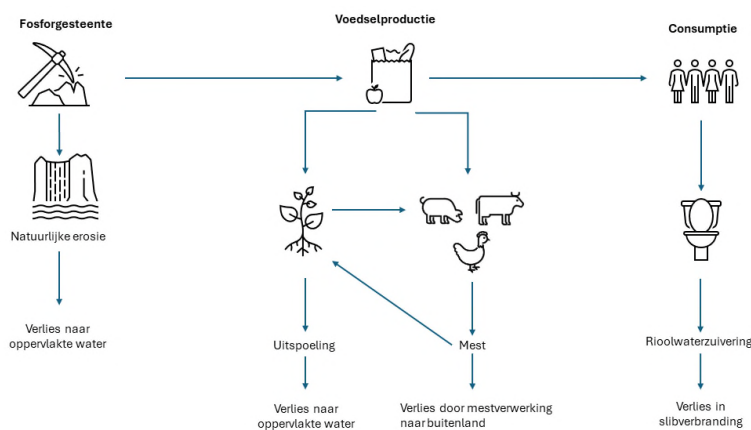 Fosforgesteente
Voedselproductie
Consumptie
Natuurlijke erosie
Verlies naar
oppervlakte water
Uitspoeling
Mest
Rioolwaterzuivering
Verlies naar
oppervlakte water
Verlies door mestverwerking
naar buitenland
Verlies in
slibverbranding